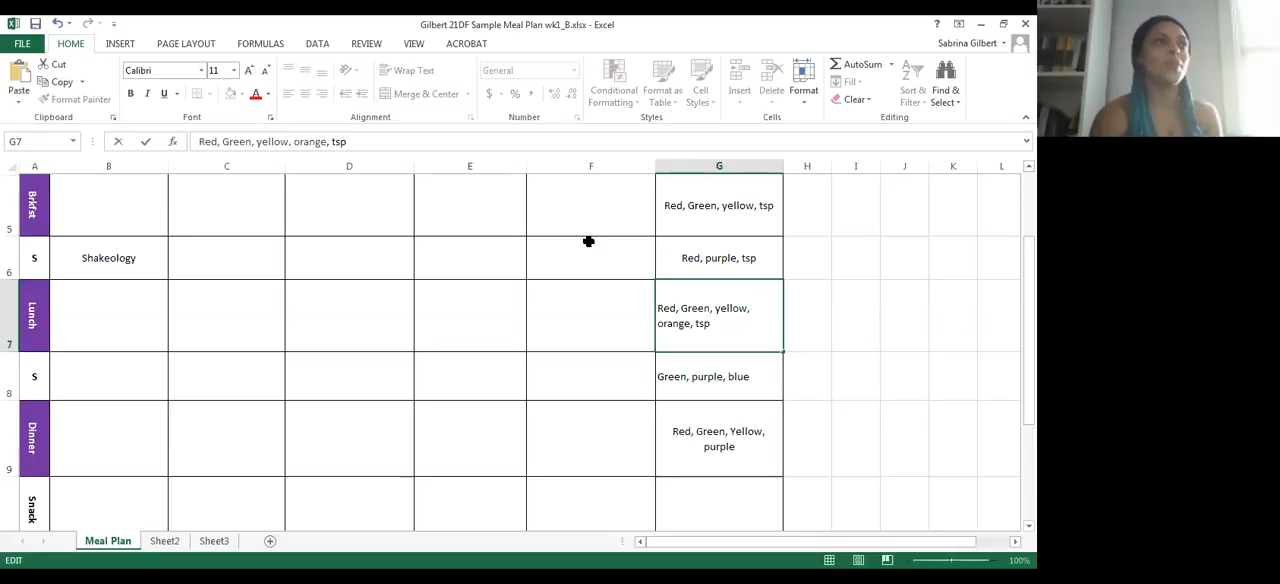 Gilbert 21DF Sample Meal Plan wk1_B.xlsx - Excel
FILE HOME INSERT PAGE LAYOUT FORMULAS DATA REVIEW VIEW ACROBAT
Sabrina Gilbert
Paste
Cut
Copy
Format Painter
Clipboard
Calibri 11
B I U
Font
Wrap Text
Merge & Center
Alignment
General
$ % ,
Number
Conditional Formatting
Format as Table
Cell Styles
Styles
Insert
Delete
Format
Cells
AutoSum
Fill
Clear
Sort & Filter
Find & Select
Editing
G7
fx
Red, Green, yellow, orange, tsp
A B C D E F G H I J K L
5
Brkfst
Red, Green, yellow, tsp
6
S
Shakeology
Red, purple, tsp
7
Lunch
Red, Green, yellow,
orange, tsp
8
S
Green, purple, blue
9
Dinner
Red, Green, Yellow,
purple
Snack
Meal Plan Sheet2 Sheet3
EDIT
100%